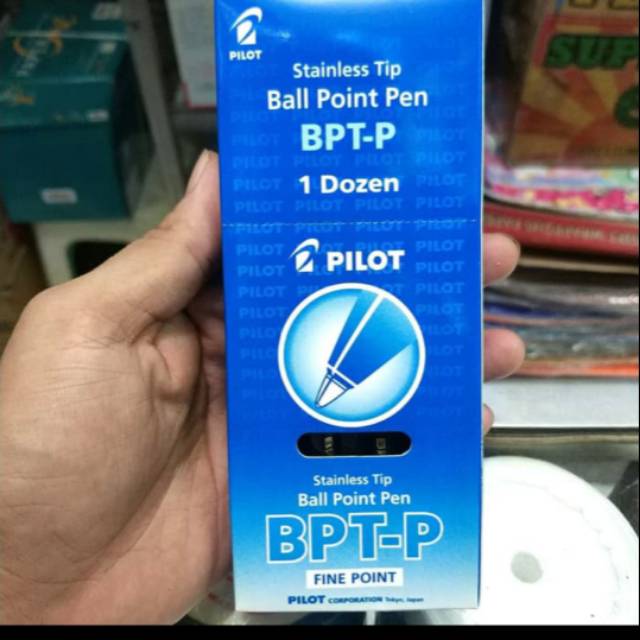 PILOT
Stainless Tip
Ball Point Pen
BPT-P
1 Dozen
PILOT
Stainless Tip
Ball Point Pen
BPT-P
FINE POINT
PILOT CORPORATION Tokyo, Japan